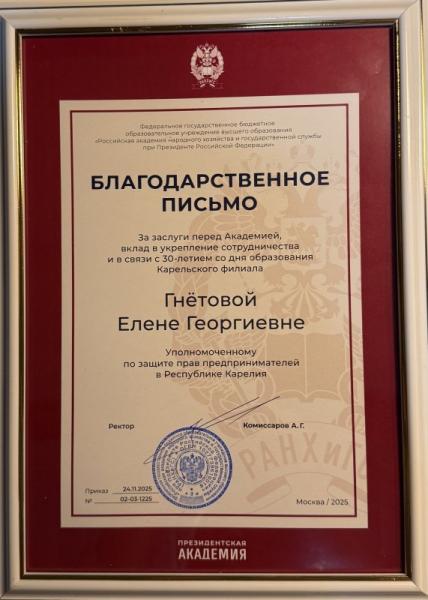 Федеральное государственное бюджетное
образовательное учреждение высшего образования
«Российская академия народного хозяйства и государственной службы
при Президенте Российской Федерации»
БЛАГОДАРСТВЕННОЕ
ПИСЬМО
За заслуги перед Академией,
вклад в укрепление сотрудничества
и в связи с 30-летием со дня образования
Карельского филиала
Гнётовой
Елене Георгиевне
Уполномоченному
по защите прав предпринимателей
в Республике Карелия
Ректор
Комиссаров А. Г.
РАНХиГС
Приказ 24.11.2025
№ 02-03-1225
Москва / 2025
ПРЕЗИДЕНТСКАЯ
АКАДЕМИЯ